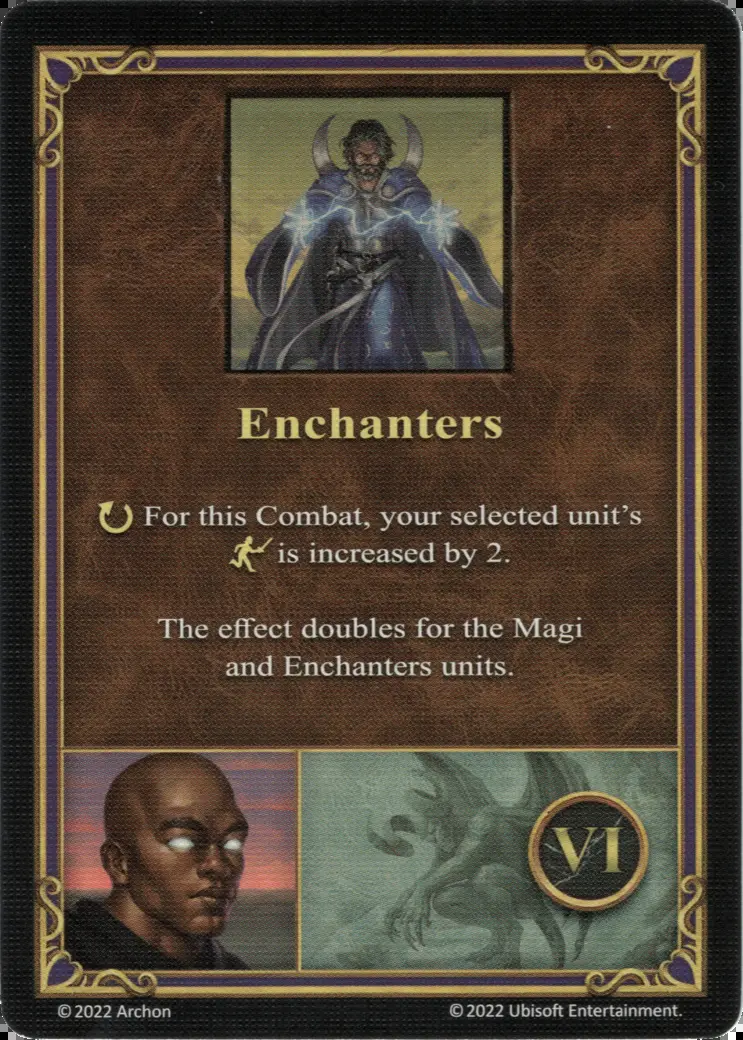 Enchanters
For this Combat, your selected unit's
is increased by 2.
The effect doubles for the Magi
and Enchanters units.
VI
© 2022 Archon
© 2022 Ubisoft Entertainment.